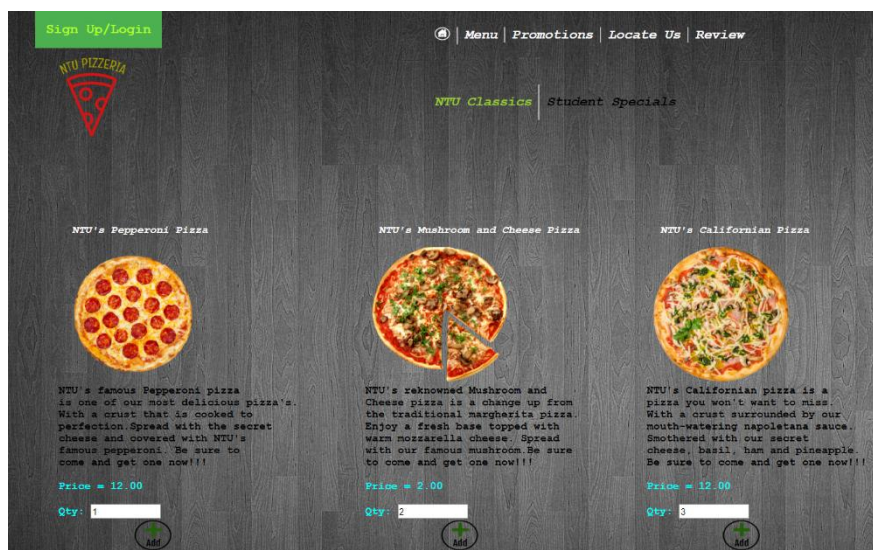 Sign Up/Login
Menu | Promotions | Locate Us | Review
NTU PIZZERIA
NTU Classics | Student Specials
NTU's Pepperoni Pizza
NTU's famous Pepperoni pizza
is one of our most delicious pizza's.
With a crust that is cooked to
perfection.Spread with the secret
cheese and covered with NTU's
famous pepperoni. Be sure to
come and get one now!!!
Price = 12.00
Qty: 1
Add
NTU's Mushroom and Cheese Pizza
NTU's reknowned Mushroom and
Cheese pizza is a change up from
the traditional margherita pizza.
Enjoy a fresh base topped with
warm mozzarella cheese. Spread
with our famous mushroom.Be sure
to come and get one now!!!
Price = 2.00
Qty: 2
Add
NTU's Californian Pizza
NTU's Californian pizza is a
pizza you won't want to miss.
With a crust surrounded by our
mouth-watering napoletana sauce.
Smothered with our secret
cheese, basil, ham and pineapple.
Be sure to come and get one now!!!
Price = 12.00
Qty: 3
Add